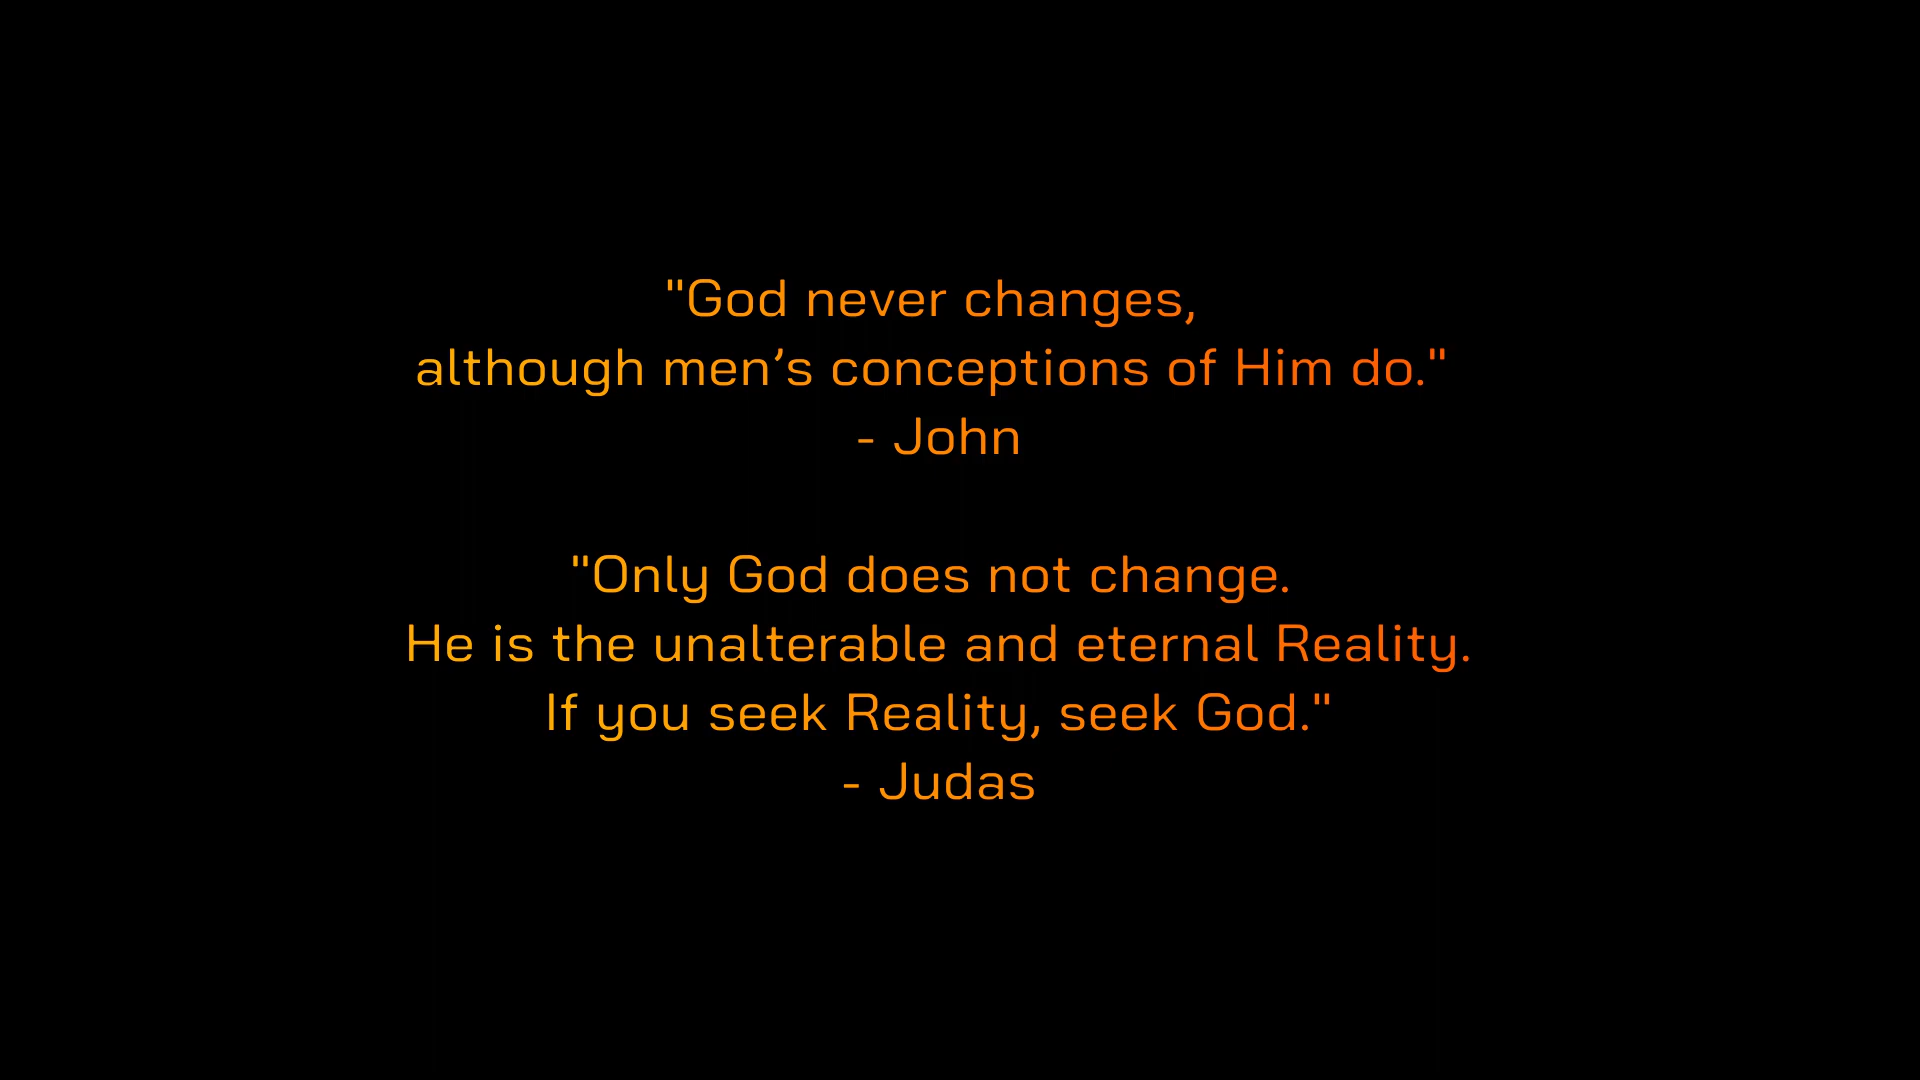 "God never changes,
although men’s conceptions of Him do."
- John
"Only God does not change.
He is the unalterable and eternal Reality.
If you seek Reality, seek God."
- Judas